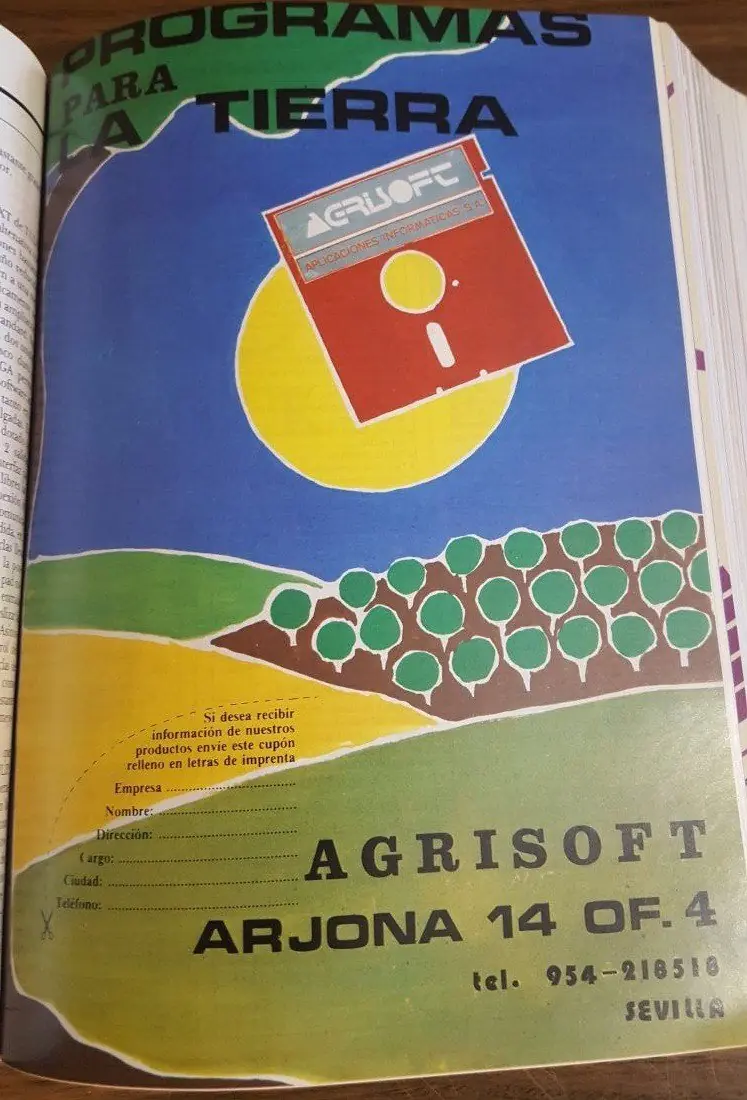 PROGRAMAS
PARA
LA TIERRA
AGRISOFT
APLICACIONES INFORMATICAS S.A.
Si desea recibir
información de nuestros
productos envíe este cupón
relleno en letras de imprenta
Empresa
Nombre:
Dirección:
Cargo:
Ciudad:
Teléfono:
AGRISOFT
ARJONA 14 OF. 4
tel. 954-218518
SEVILLA